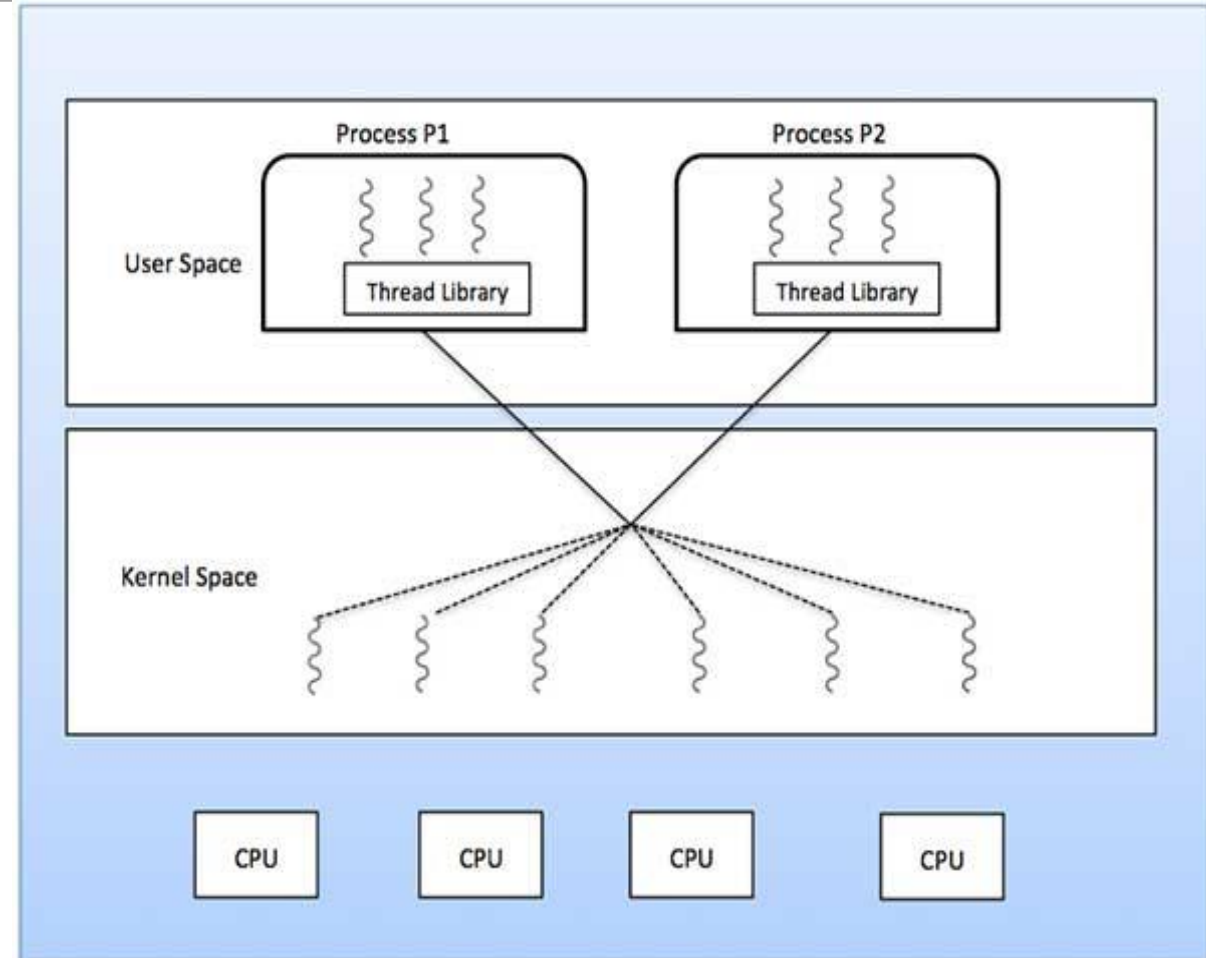 Process P1
Process P2
User Space
Thread Library
Thread Library
Kernel Space
CPU
CPU
CPU
CPU